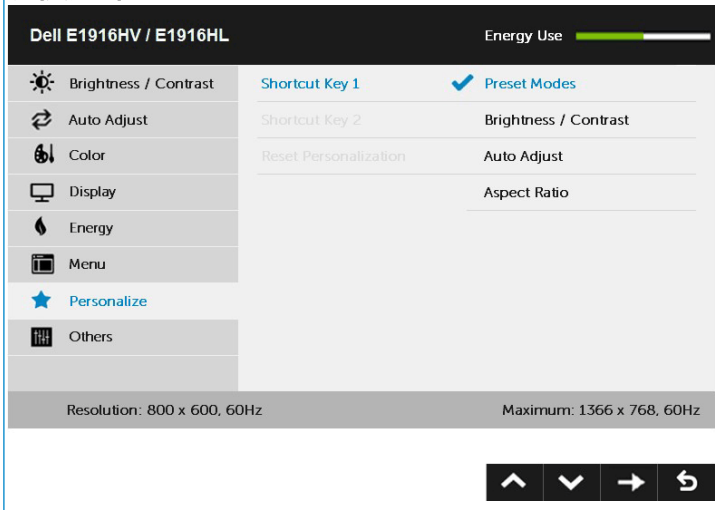 Dell E1916HV / E1916HL
Energy Use
Brightness / Contrast
Shortcut Key 1
Preset Modes
Auto Adjust
Shortcut Key 2
Brightness / Contrast
Color
Reset Personalization
Auto Adjust
Display
Aspect Ratio
Energy
Menu
Personalize
Others
Resolution: 800 x 600, 60Hz
Maximum: 1366 x 768, 60Hz